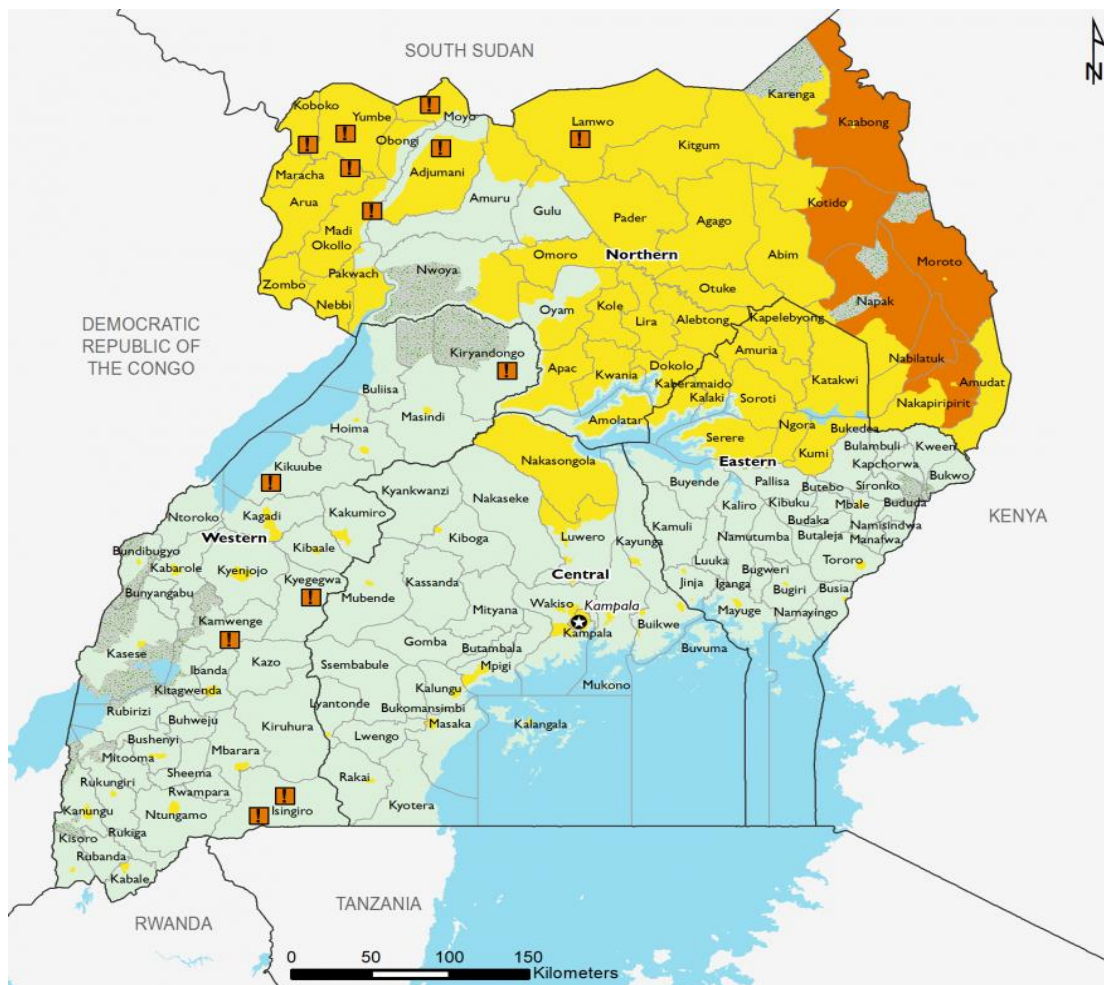 SOUTH SUDAN
N
Koboko
Yumbe
Moyo
Obongi
Lamwo
Karenga
Kaabong
Kitgum
Maracha
Adjumani
Arua
Amuru
Gulu
Pader
Agago
Kotido
Madi
Okollo
Omoro
Northern
Abim
Moroto
Pakwach
Nwoya
Zombo
Nebbi
Otuke
Napak
Oyam
Kole
Lira
Alebtong
Kapelebyong
DEMOCRATIC
REPUBLIC OF
THE CONGO
Kiryandongo
Amuria
Nabilatuk
Apac
Kwania
Dokolo
Katakwi
Amudat
Buliisa
Kaberamaido
Kalaki
Soroti
Nakapiripirit
Masindi
Amolatar
Hoima
Ngora
Bukedea
Serere
Kumi
Bulambuli
Kween
Nakasongola
Eastern
Kapchorwa
Bukwo
Kikuube
Kyankwanzi
Nakaseke
Buyende
Pallisa
Butebo
Sironko
Ntoroko
Kagadi
Kakumiro
Kaliro
Kibuku
Mbale
Bududa
KENYA
Kamuli
Budaka
Namisindwa
Western
Kiboga
Luwero
Kayunga
Namutumba
Butaleja
Manafwa
Bundibugyo
Kibaale
Kabarole
Kyenjojo
Luuka
Bugweri
Tororo
Bunyangabu
Kyegegwa
Kassanda
Central
Jinja
Iganga
Bugiri
Busia
Mubende
Kamwenge
Mityana
Wakiso
Kampala
Mayuge
Namayingo
Kasese
Gomba
Kampala
Buikwe
Butambala
Ibanda
Kazo
Ssembabule
Mpigi
Buvuma
Kitagwenda
Kalungu
Mukono
Rubirizi
Buhweju
Kiruhura
Lyantonde
Bukomansimbi
Bushenyi
Lwengo
Masaka
Kalangala
Mitooma
Mbarara
Sheema
Rakai
Rukungiri
Rwampara
Kanungu
Ntungamo
Isingiro
Kyotera
Rukiga
Kisoro
Rubanda
Kabale
TANZANIA
RWANDA
0 50 100 150
Kilometers